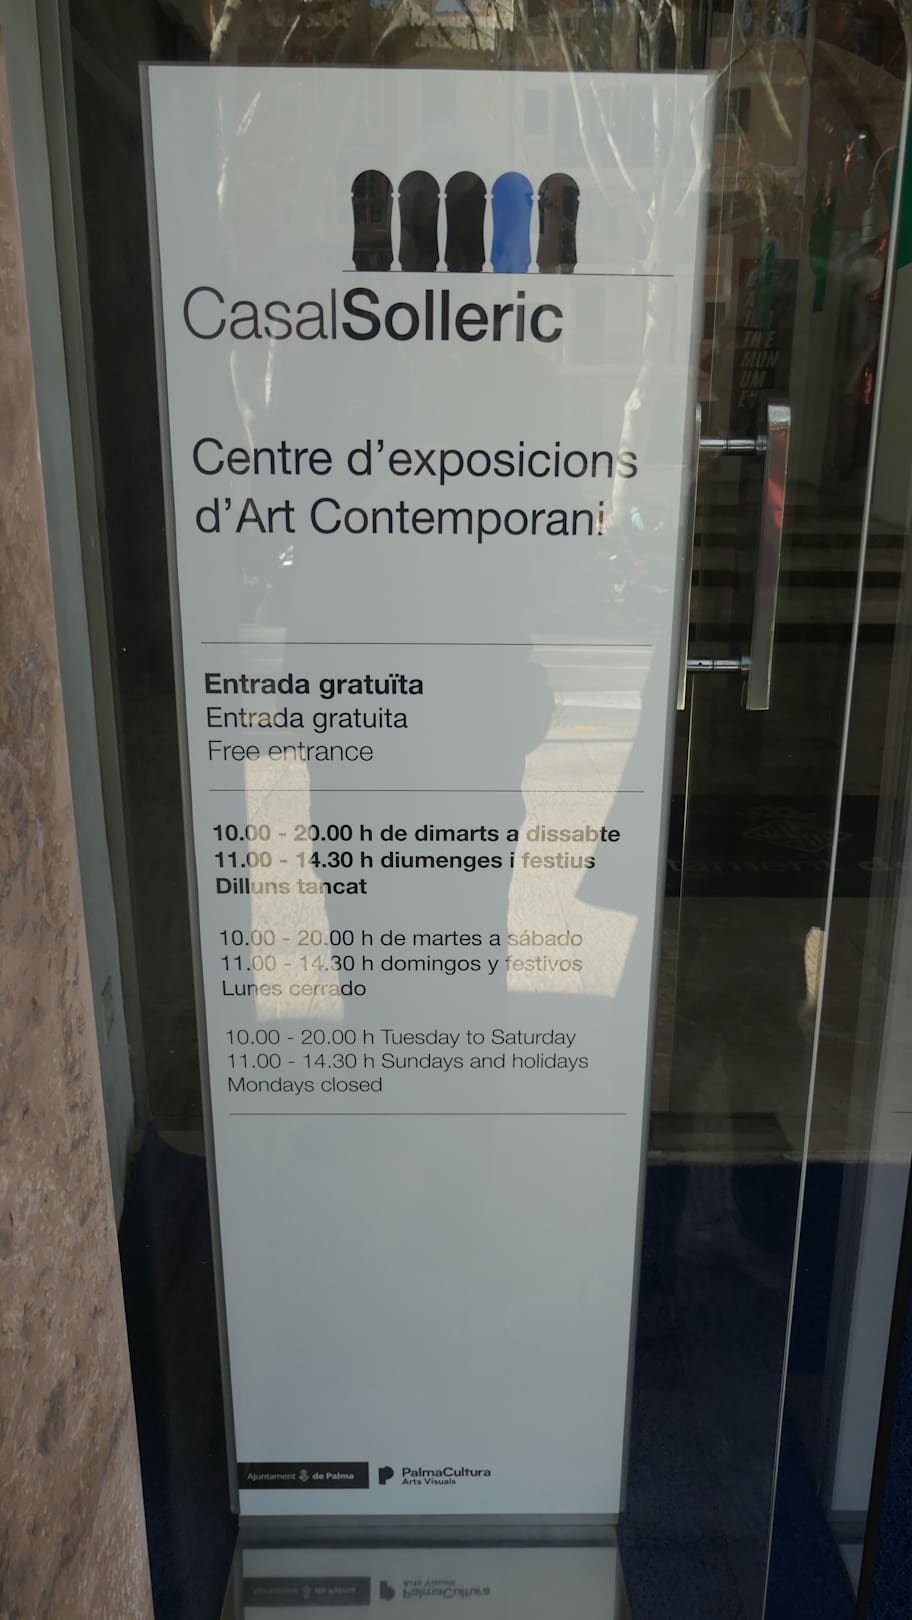 CasalSolleric
Centre d'exposicions
d'Art Contemporani
Entrada gratuïta
Entrada gratuita
Free entrance
10.00 - 20.00 h de dimarts a dissabte
11.00 - 14.30 h diumenges i festius
Dilluns tancat
10.00 - 20.00 h de martes a sábado
11.00 - 14.30 h domingos y festivos
Lunes cerrado
10.00 - 20.00 h Tuesday to Saturday
11.00 - 14.30 h Sundays and holidays
Mondays closed
Ajuntament de Palma
PalmaCultura
Arts Visuals
TH E
MON
UM